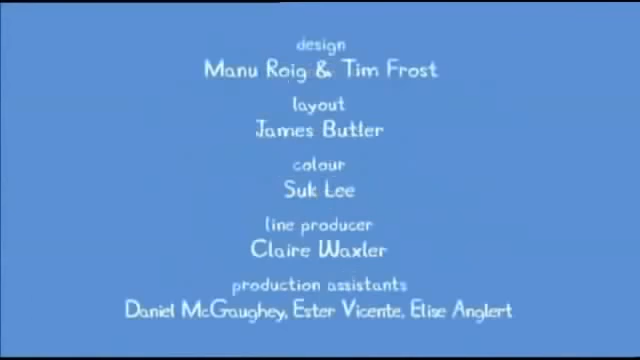 design
Manu Roig & Tim Frost
layout
James Butler
colour
Suk Lee
line producer
Claire Waxler
production assistants
Daniel McGaughey, Ester Vicente, Elise Anglert